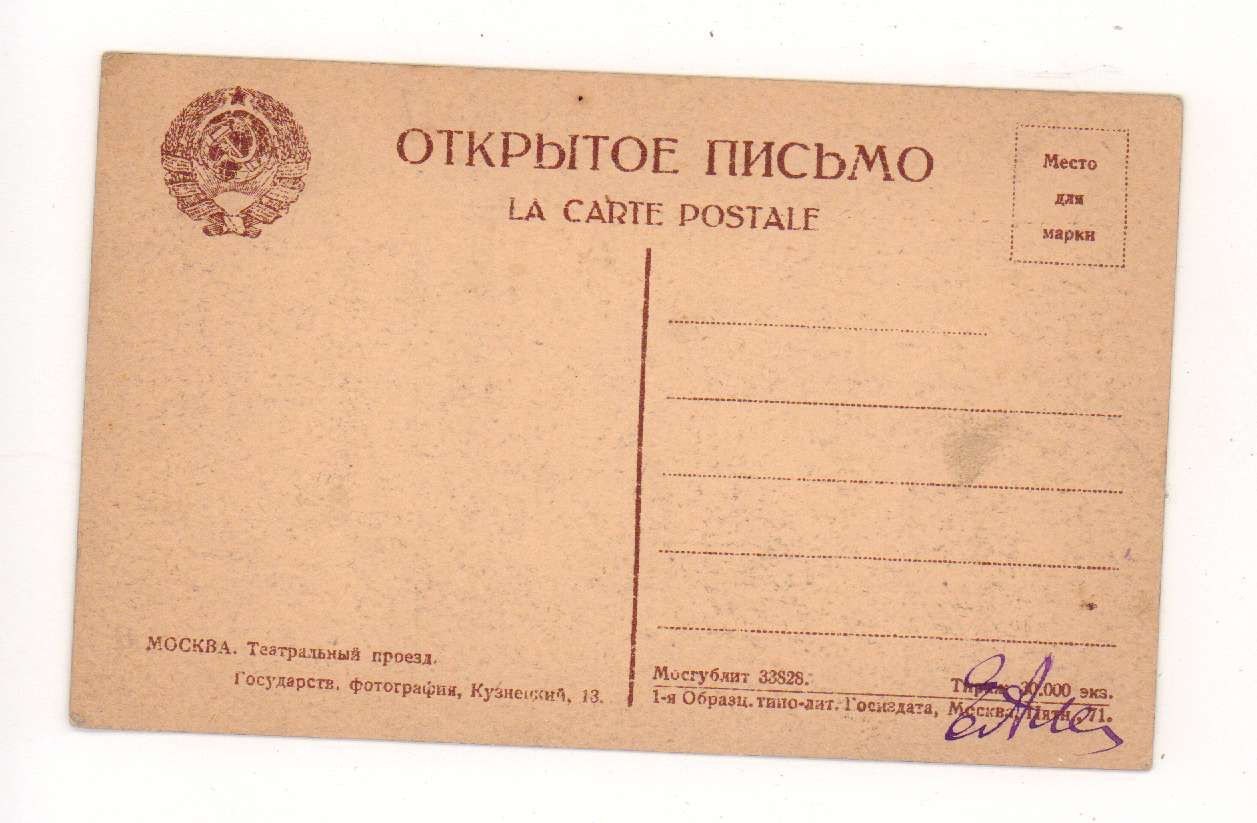 ОТКРЫТОЕ ПИСЬМО
LA CARTE POSTALE
Место
для
марки
МОСКВА. Театральный проезд.
Государств. фотография, Кузнецкий, 13.
Мосгублит 33828. Тираж 30.000 экз.
1-я Образц. типо-лит. Госиздата, Москва, Пятн., 71.